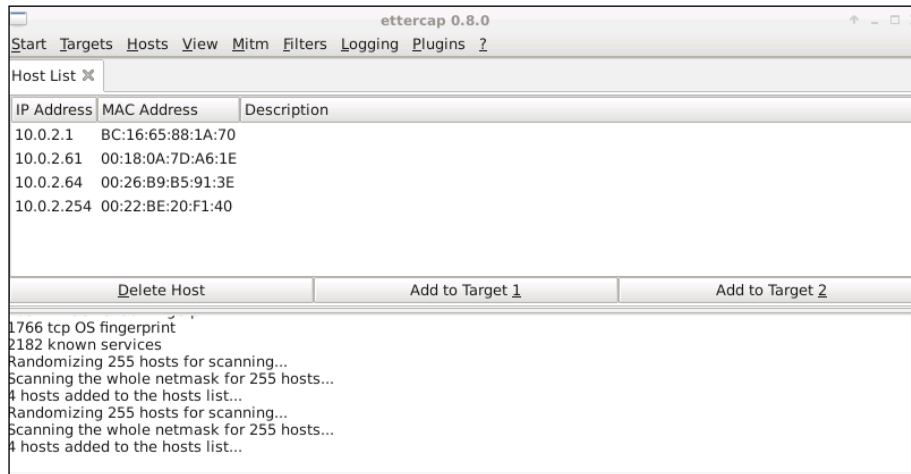 ettercap 0.8.0
Start Targets Hosts View Mitm Filters Logging Plugins ?
Host List
IP Address MAC Address Description
10.0.2.1 BC:16:65:88:1A:70
10.0.2.61 00:18:0A:7D:A6:1E
10.0.2.64 00:26:B9:B5:91:3E
10.0.2.254 00:22:BE:20:F1:40
Delete Host Add to Target 1 Add to Target 2
1766 tcp OS fingerprint
2182 known services
Randomizing 255 hosts for scanning...
Scanning the whole netmask for 255 hosts...
4 hosts added to the hosts list...
Randomizing 255 hosts for scanning...
Scanning the whole netmask for 255 hosts...
4 hosts added to the hosts list...